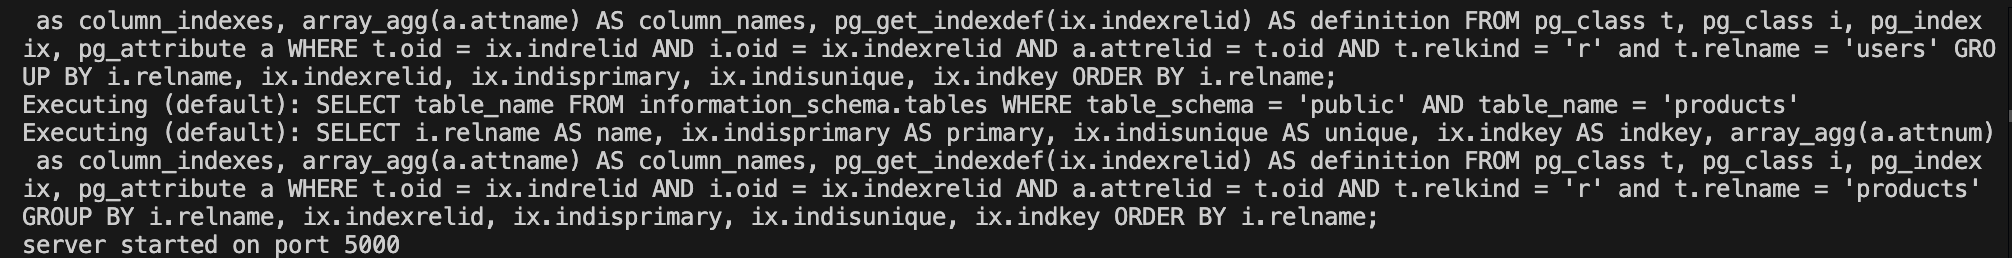 as column_indexes, array_agg(a.attname) AS column_names, pg_get_indexdef(ix.indexrelid) AS definition FROM pg_class t, pg_class i, pg_index
ix, pg_attribute a WHERE t.oid = ix.indrelid AND i.oid = ix.indexrelid AND a.attrelid = t.oid AND t.relkind = 'r' and t.relname = 'users' GRO
UP BY i.relname, ix.indexrelid, ix.indisprimary, ix.indisunique, ix.indkey ORDER BY i.relname;
Executing (default): SELECT table_name FROM information_schema.tables WHERE table_schema = 'public' AND table_name = 'products'
Executing (default): SELECT i.relname AS name, ix.indisprimary AS primary, ix.indisunique AS unique, ix.indkey AS indkey, array_agg(a.attnum)
as column_indexes, array_agg(a.attname) AS column_names, pg_get_indexdef(ix.indexrelid) AS definition FROM pg_class t, pg_class i, pg_index
ix, pg_attribute a WHERE t.oid = ix.indrelid AND i.oid = ix.indexrelid AND a.attrelid = t.oid AND t.relkind = 'r' and t.relname = 'products'
GROUP BY i.relname, ix.indexrelid, ix.indisprimary, ix.indisunique, ix.indkey ORDER BY i.relname;
server started on port 5000